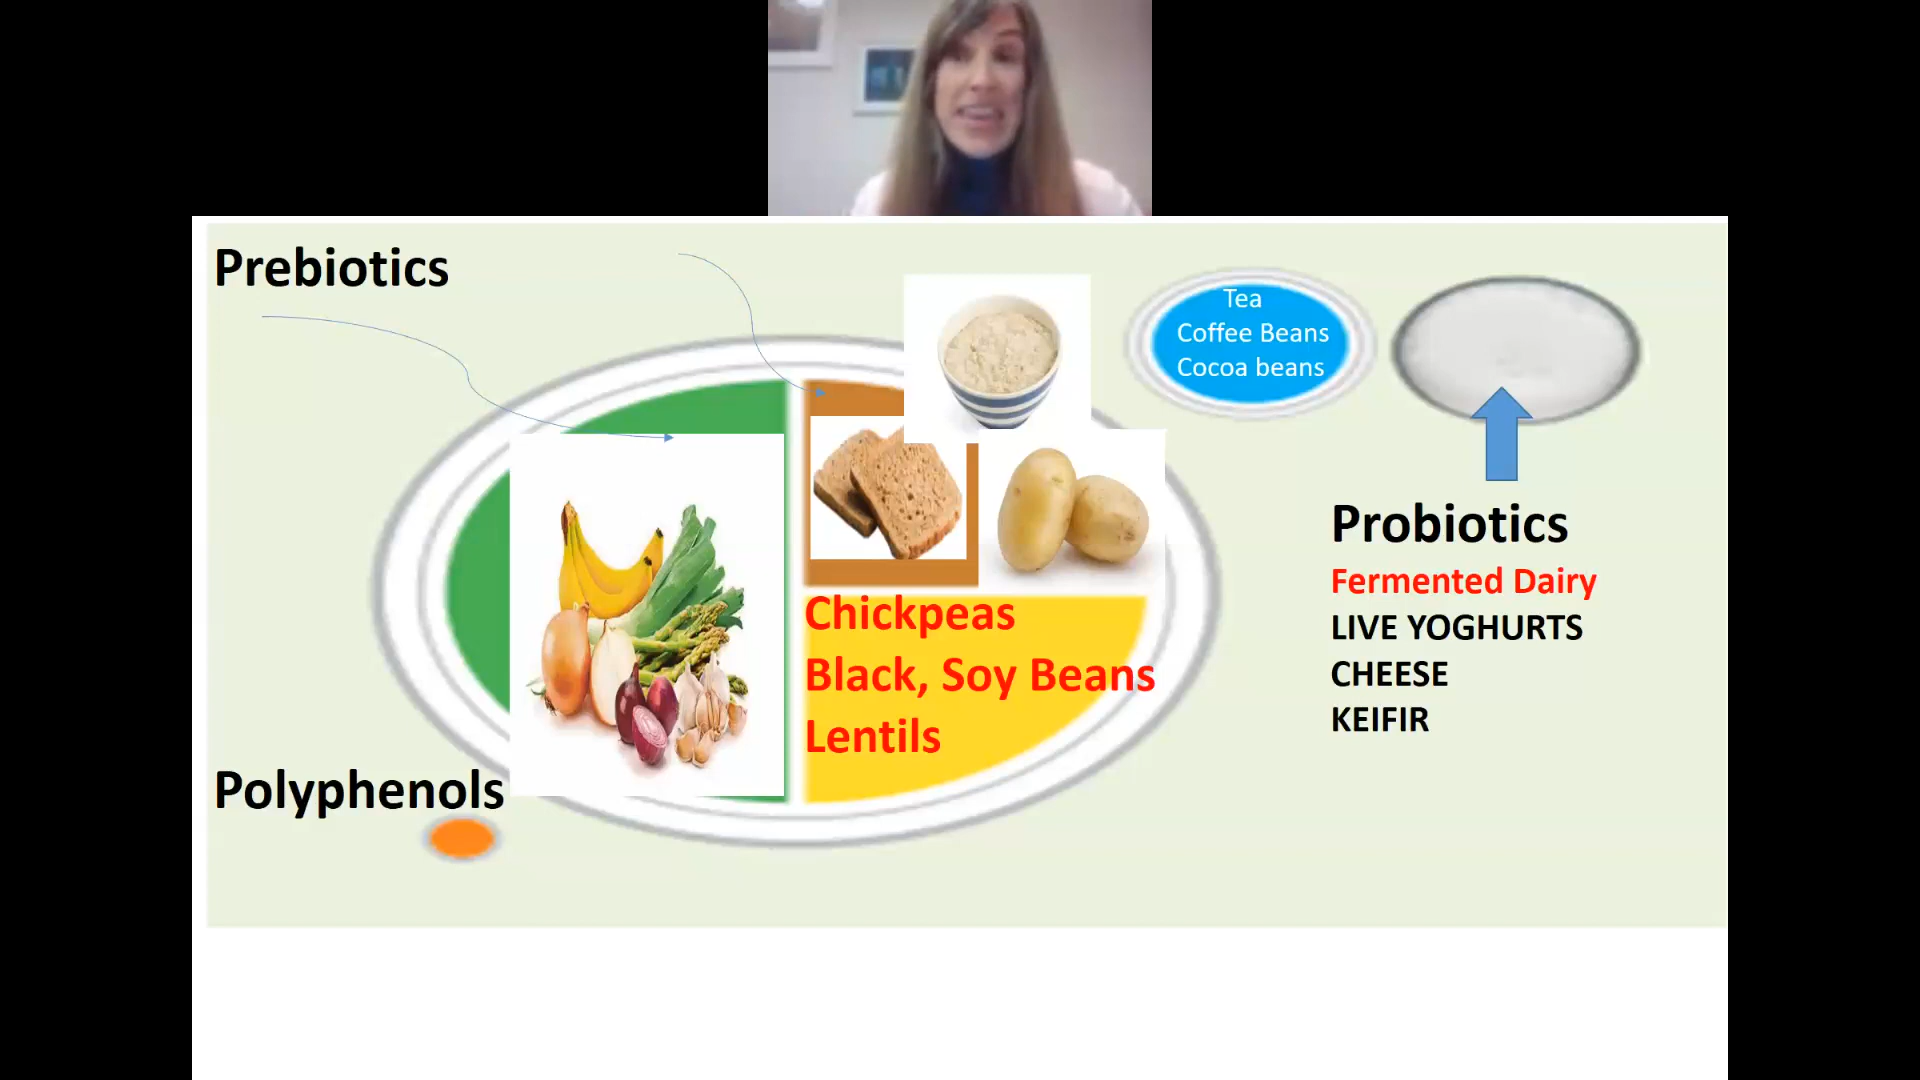 Prebiotics
Tea
Coffee Beans
Cocoa beans
Probiotics
Fermented Dairy
LIVE YOGHURTS
CHEESE
KEIFIR
Chickpeas
Black, Soy Beans
Lentils
Polyphenols